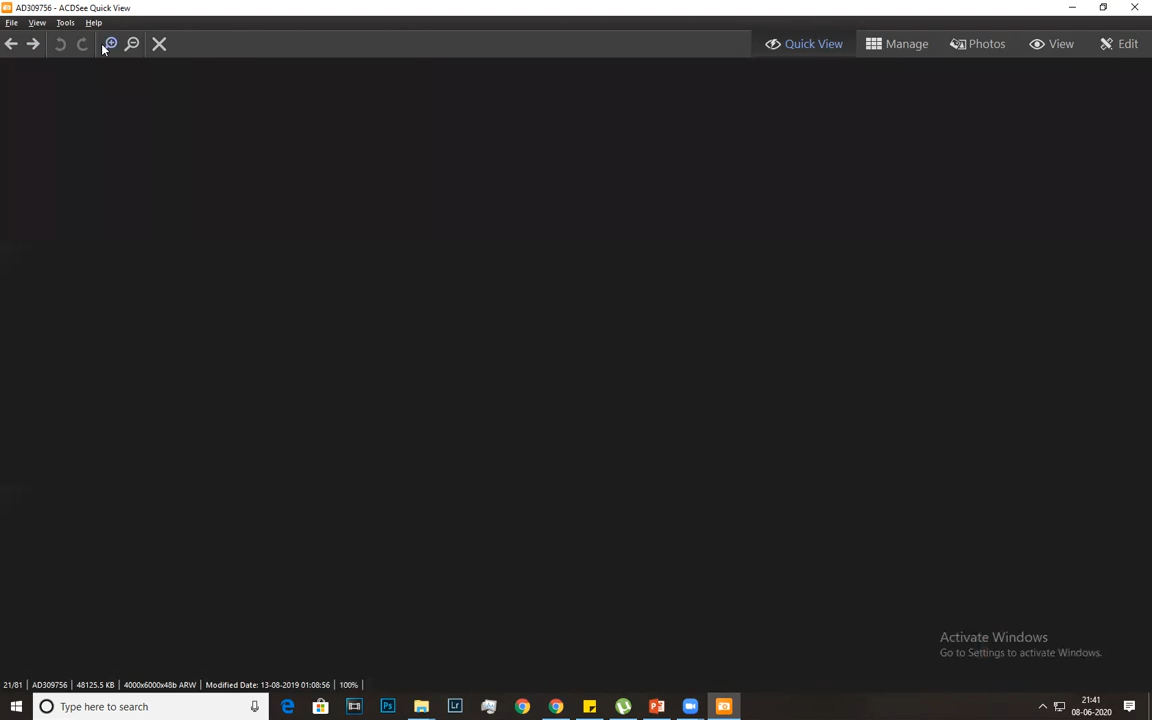 AD309756 - ACDSee Quick View
File View Tools Help
Quick View Manage Photos View Edit
Activate Windows
Go to Settings to activate Windows.
21/81 AD309756 48125.5 KB 4000x6000x48b ARW Modified Date: 13-08-2019 01:08:56 100%
Type here to search
Ps
Lr
21:41
08-06-2020